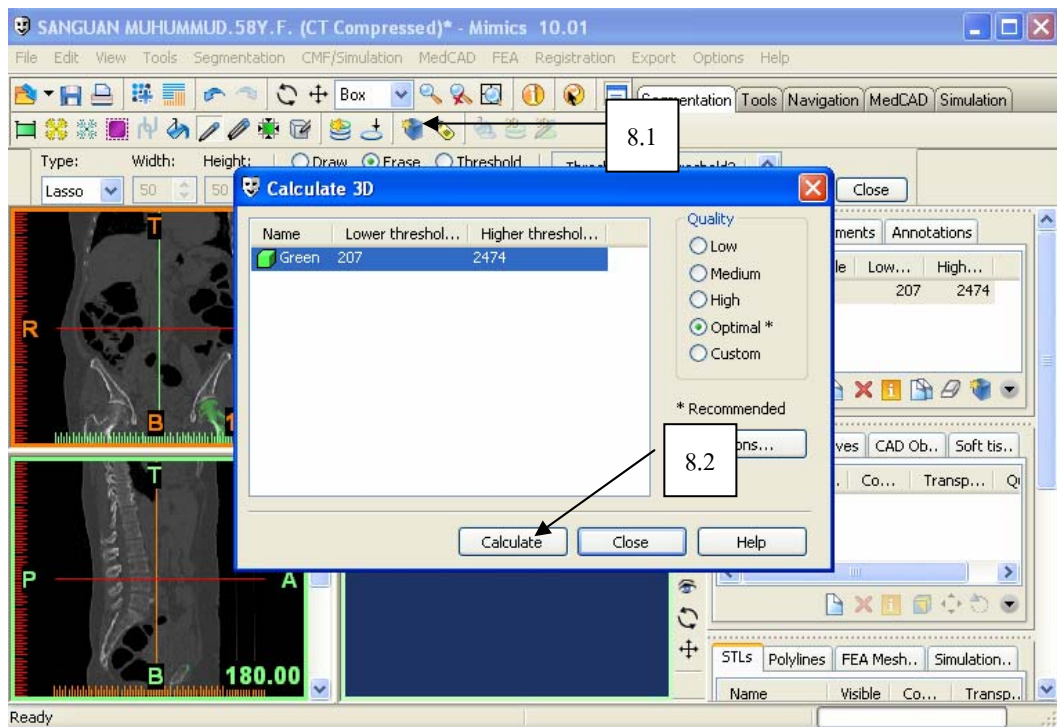 SANGUAN MUHUMMUD.58Y.F. (CT Compressed)* - Mimics 10.01
File Edit View Tools Segmentation CMF/Simulation MedCAD FEA Registration Export Options Help
Box
Tools Navigation MedCAD Simulation
8.1
Type: Width: Height: Draw Erase Threshold
Lasso 50 50 Close
Calculate 3D
Name Lower threshol... Higher threshol...
Green 207 2474
Quality
Low
Medium
High
Optimal *
Custom
* Recommended
8.2
Calculate Close Help
Annotations
Low... High...
207 2474
T
R
B
CAD Ob.. Soft tis..
Co... Transp...
T
P A
B 180.00
STLs Polylines FEA Mesh.. Simulation..
Name Visible Co... Transp..
Ready